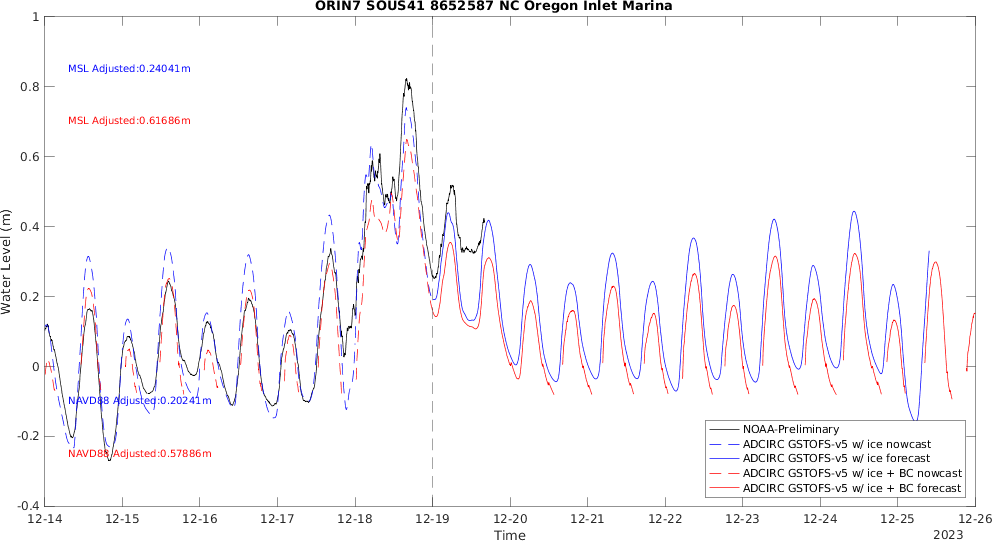 ORIN7 SOUS41 8652587 NC Oregon Inlet Marina
1
0.8
0.6
0.4
0.2
0
-0.2
-0.4
Water Level (m)
MSL Adjusted:0.24041m
MSL Adjusted:0.61686m
NAVD88 Adjusted:0.20241m
NAVD88 Adjusted:0.57886m
NOAA-Preliminary
ADCIRC GSTOFS-v5 w/ ice nowcast
ADCIRC GSTOFS-v5 w/ ice forecast
ADCIRC GSTOFS-v5 w/ ice + BC nowcast
ADCIRC GSTOFS-v5 w/ ice + BC forecast
12-14 12-15 12-16 12-17 12-18 12-19 12-20 12-21 12-22 12-23 12-24 12-25 12-26
Time
2023